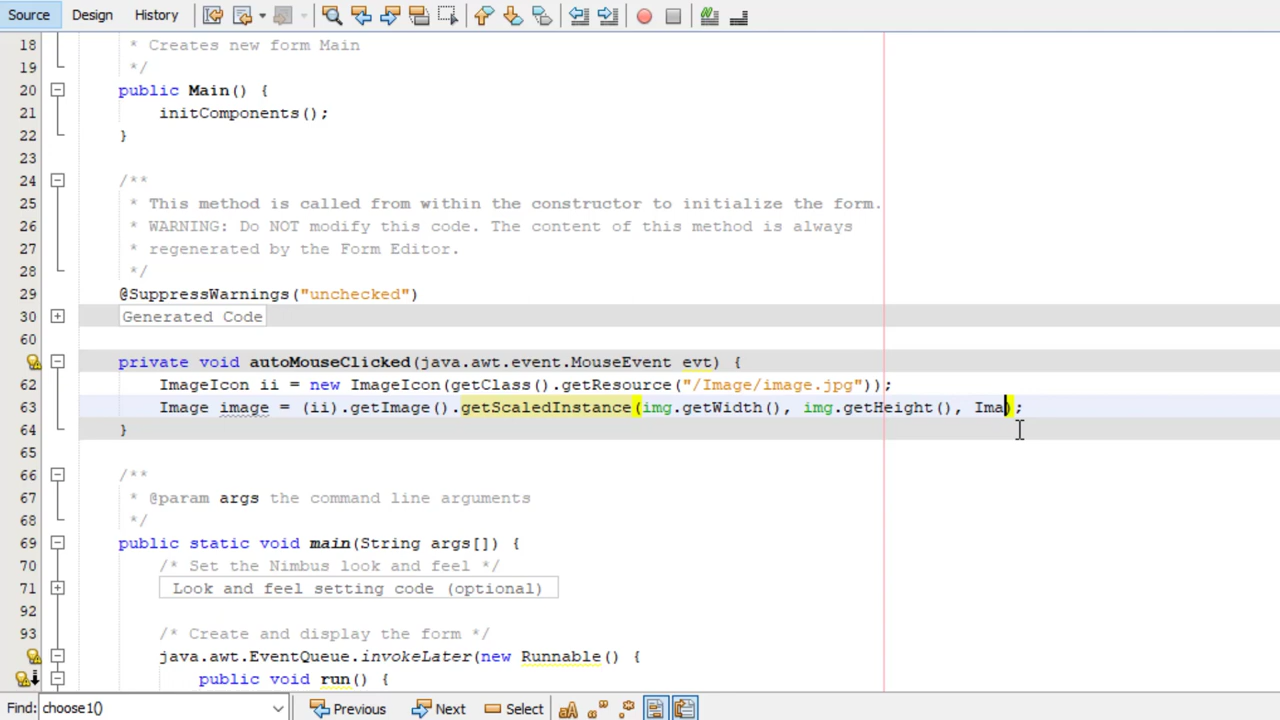 Source Design History
18 * Creates new form Main
19 */
20 public Main() {
21 initComponents();
22 }
23
24 /**
25 * This method is called from within the constructor to initialize the form.
26 * WARNING: Do NOT modify this code. The content of this method is always
27 * regenerated by the Form Editor.
28 */
29 @SuppressWarnings("unchecked")
30 Generated Code
60
private void autoMouseClicked(java.awt.event.MouseEvent evt) {
62 ImageIcon ii = new ImageIcon(getClass().getResource("/Image/image.jpg"));
63 Image image = (ii).getImage().getScaledInstance(img.getWidth(), img.getHeight(), Ima);
64 }
65
66 /**
67 * @param args the command line arguments
68 */
69 public static void main(String args[]) {
70 /* Set the Nimbus look and feel */
71 Look and feel setting code (optional)
92
93 /* Create and display the form */
java.awt.EventQueue.invokeLater(new Runnable() {
public void run() {
Find: choose1() Previous Next Select aA